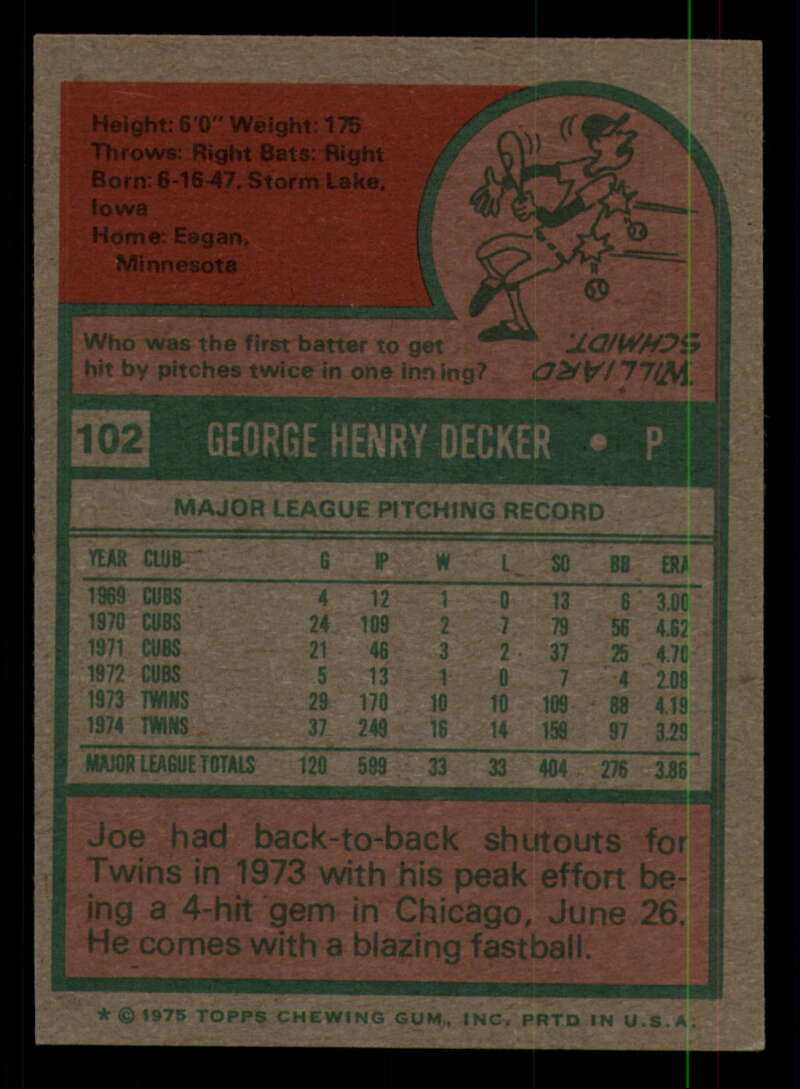 Height: 6'0" Weight: 175
Throws: Right Bats: Right
Born: 6-16-47, Storm Lake,
Iowa
Home: Eagan,
Minnesota
Who was the first batter to get
hit by pitches twice in one inning?
WILLIARD
SCHMIDT.
102 GEORGE HENRY DECKER • P
MAJOR LEAGUE PITCHING RECORD
YEAR CLUB G IP W L SO BB ERA
1969 CUBS 4 12 1 0 13 6 3.00
1970 CUBS 24 109 2 7 79 56 4.62
1971 CUBS 21 46 3 2 37 25 4.70
1972 CUBS 5 13 1 0 7 4 2.08
1973 TWINS 29 170 10 10 109 88 4.19
1974 TWINS 37 249 16 14 159 97 3.29
MAJOR LEAGUE TOTALS 120 599 33 33 404 276 3.86
Joe had back-to-back shutouts for
Twins in 1973 with his peak effort be-
ing a 4-hit gem in Chicago, June 26.
He comes with a blazing fastball.
* © 1975 TOPPS CHEWING GUM, INC. PRTD IN U.S.A.